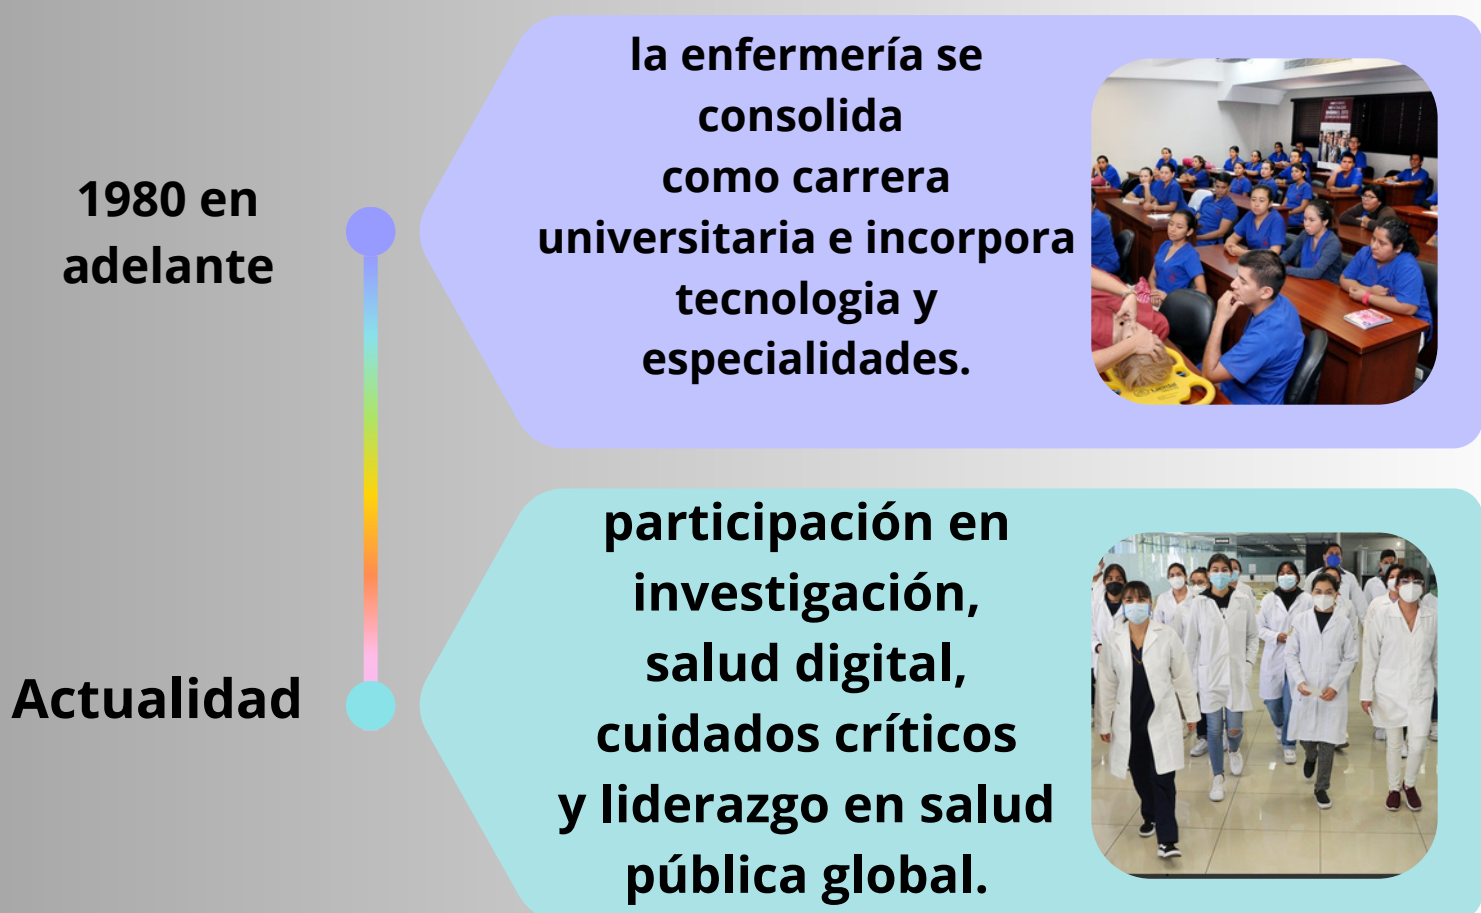 1980 en
adelante
la enfermería se
consolida
como carrera
universitaria e incorpora
tecnologia y
especialidades.
Actualidad
participación en
investigación,
salud digital,
cuidados críticos
y liderazgo en salud
pública global.